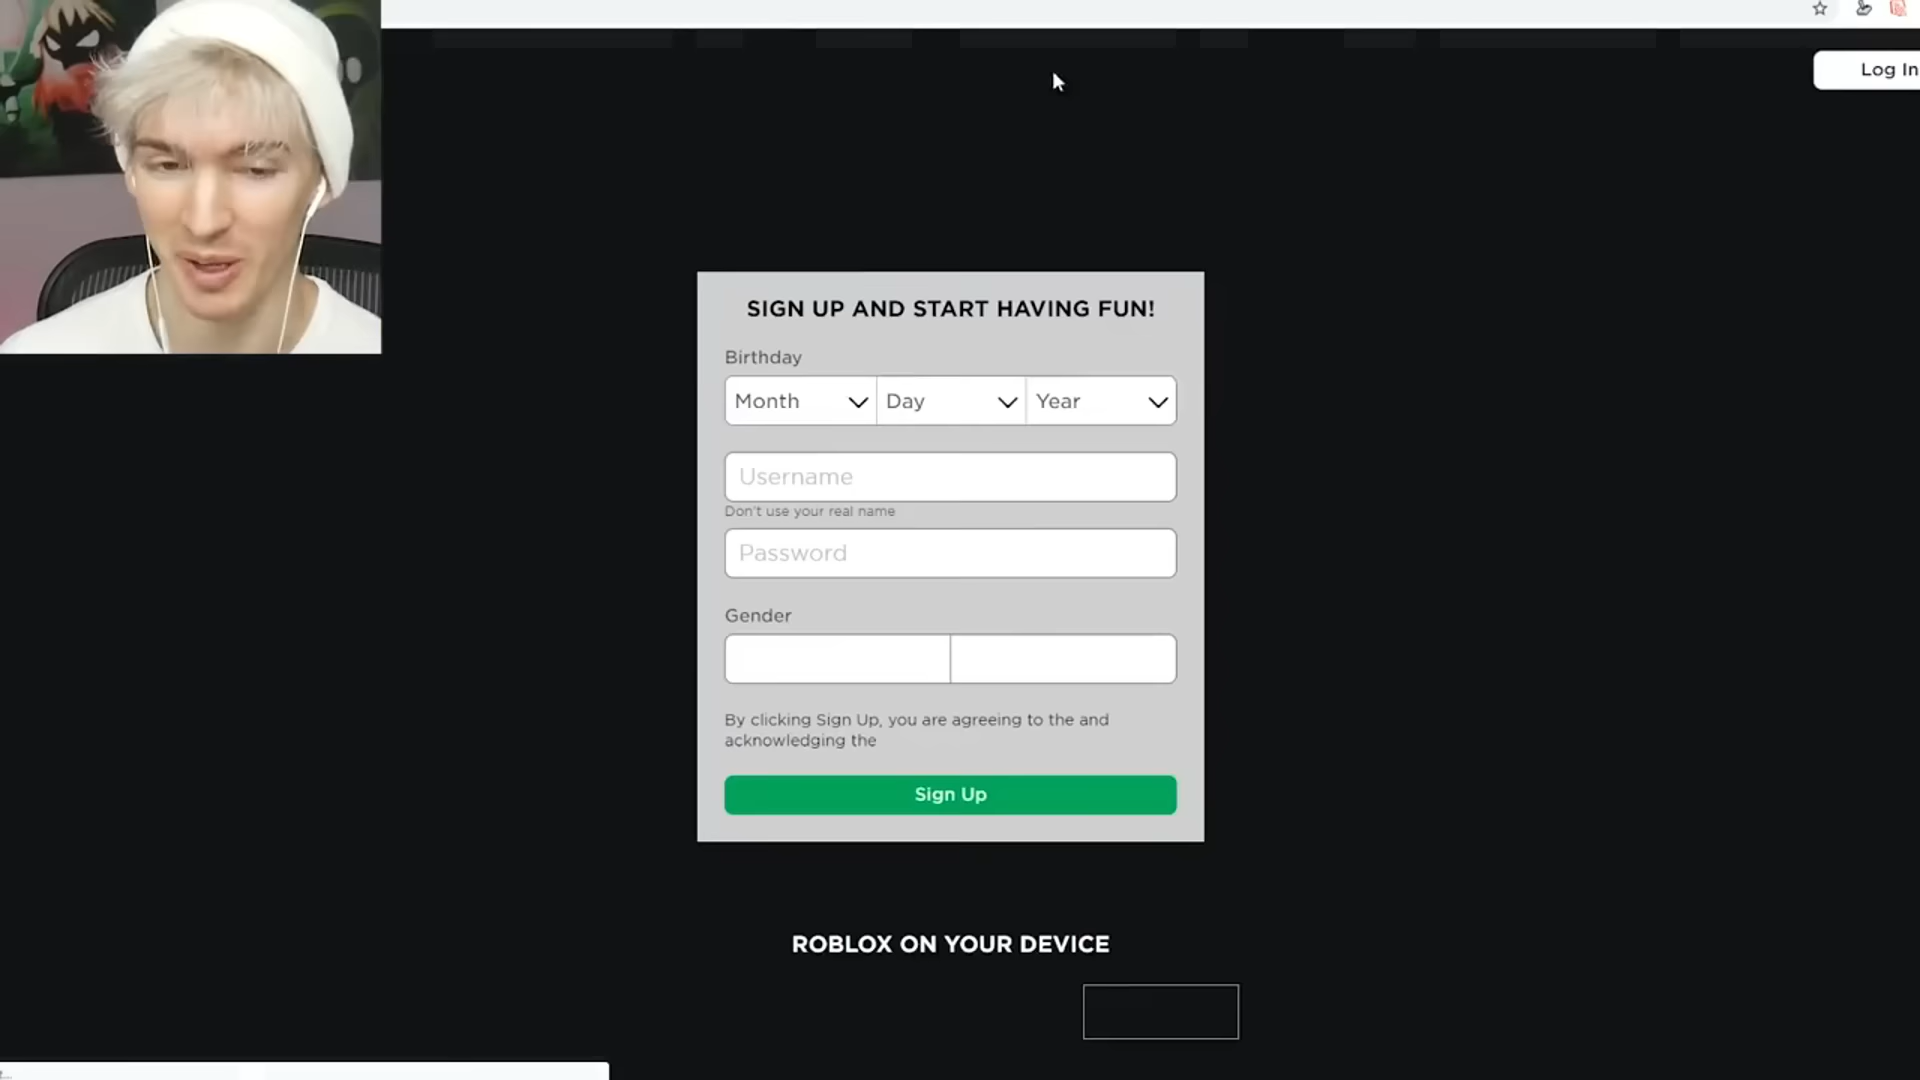 Log In
SIGN UP AND START HAVING FUN!
Birthday
Month Day Year
Username
Don't use your real name
Password
Gender
By clicking Sign Up, you are agreeing to the and
acknowledging the
Sign Up
ROBLOX ON YOUR DEVICE